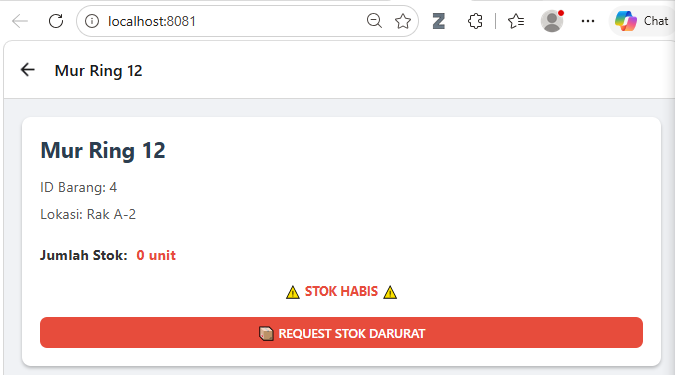 localhost:8081
Chat
Mur Ring 12
Mur Ring 12
ID Barang: 4
Lokasi: Rak A-2
Jumlah Stok: 0 unit
⚠️ STOK HABIS ⚠️
📦 REQUEST STOK DARURAT